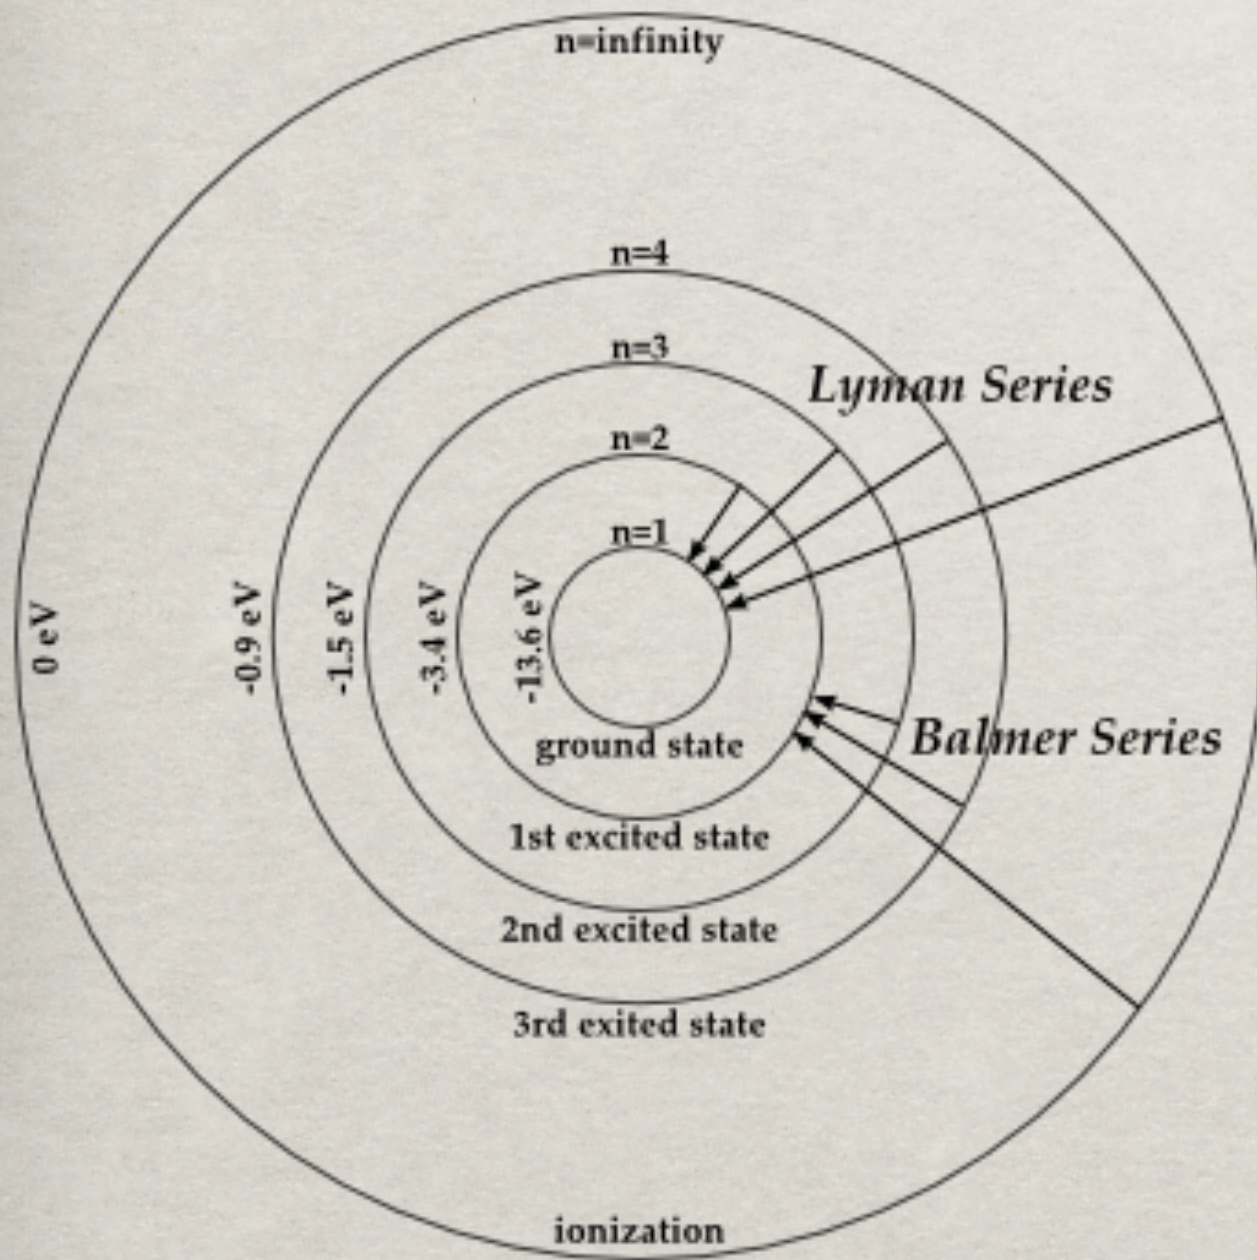 n=infinity
n=4
n=3
Lyman Series
n=2
n=1
0 eV
-0.9 eV
-1.5 eV
-3.4 eV
-13.6 eV
ground state
Balmer Series
1st excited state
2nd excited state
3rd exited state
ionization